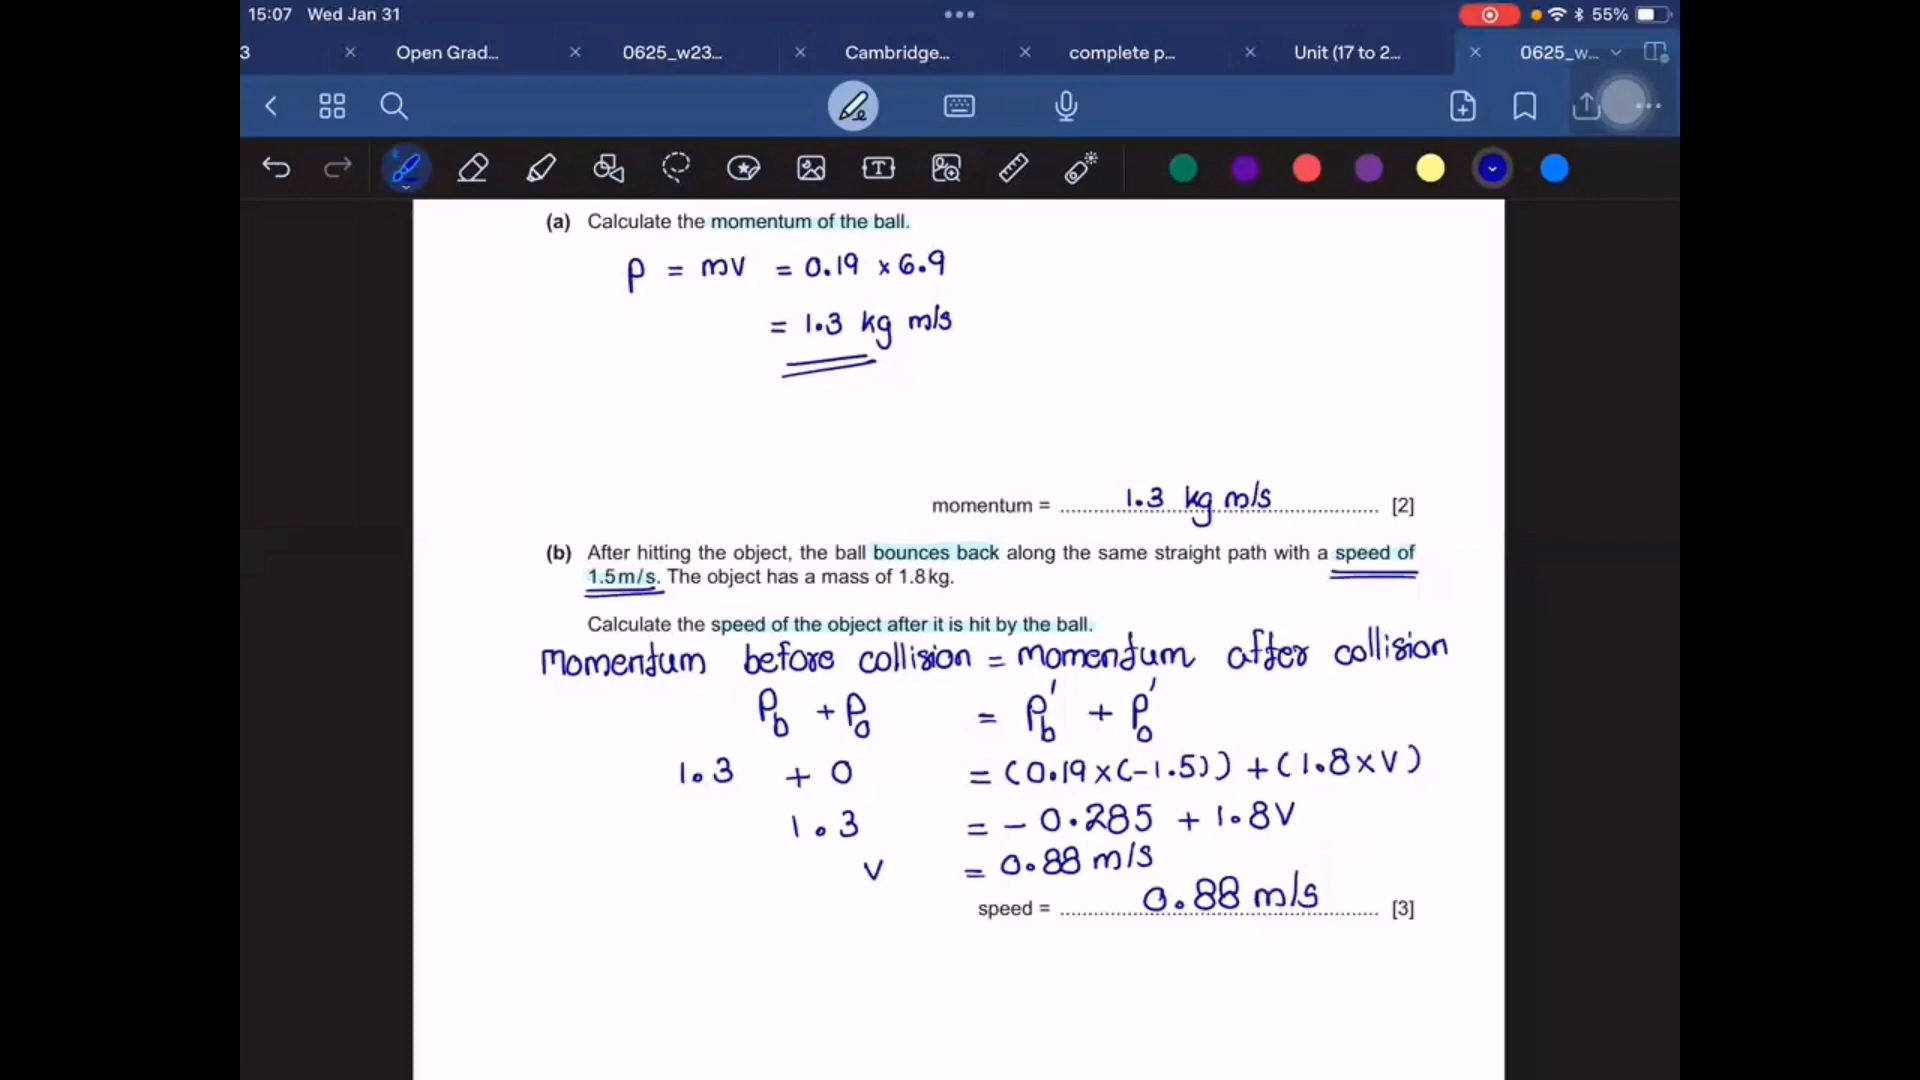 15:07 Wed Jan 31 55%
3 Open Grad... 0625_w23... Cambridge... complete p... Unit (17 to 2... 0625_w...
(a) Calculate the momentum of the ball.
p = mv = 0.19 × 6.9
= 1.3 kg m/s
momentum = 1.3 kg m/s [2]
(b) After hitting the object, the ball bounces back along the same straight path with a speed of
1.5 m/s. The object has a mass of 1.8 kg.
Calculate the speed of the object after it is hit by the ball.
Momentum before collision = momentum after collision
Pb + Po = Pb' + Po'
1.3 + 0 = (0.19 × (-1.5)) + (1.8 × V)
1.3 = - 0.285 + 1.8V
V = 0.88 m/s
speed = 0.88 m/s [3]